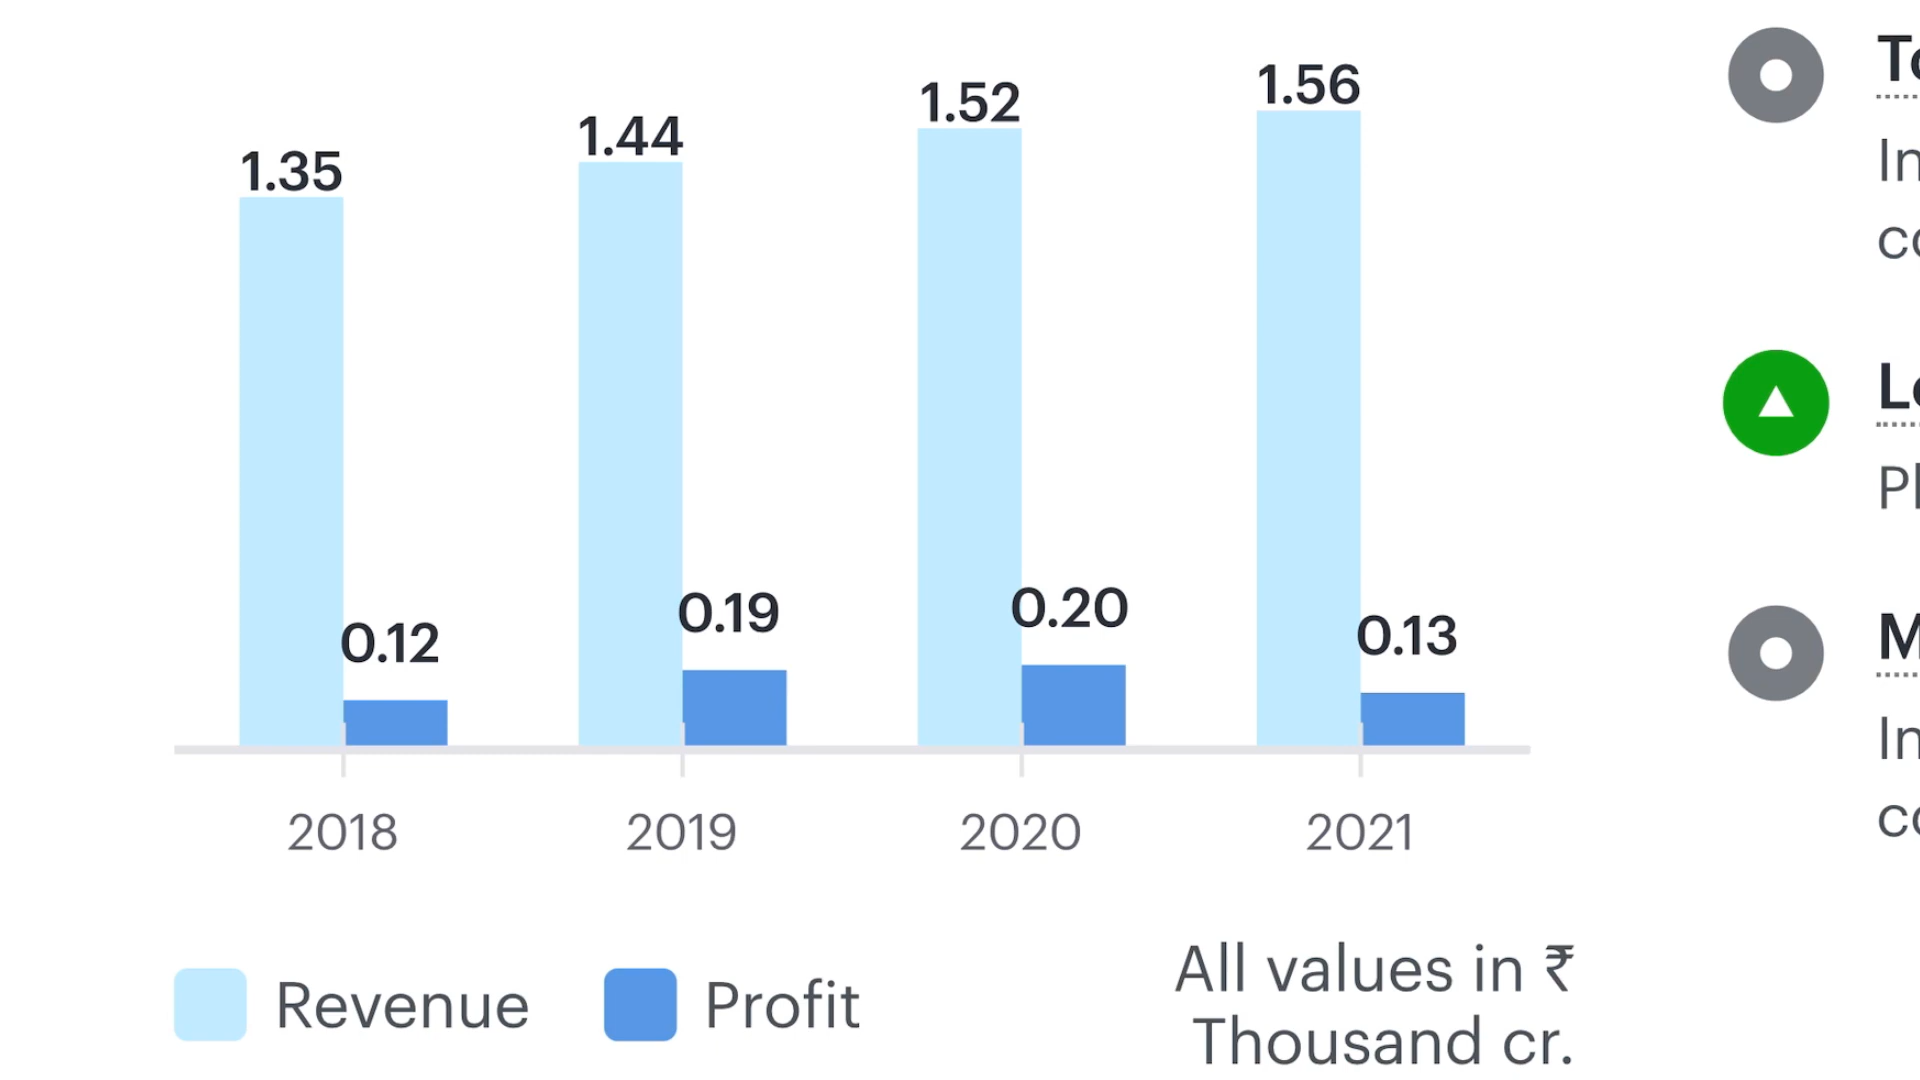 1.35
0.12
1.44
0.19
1.52
0.20
1.56
0.13
2018 2019 2020 2021
Revenue Profit
All values in ₹
Thousand cr.